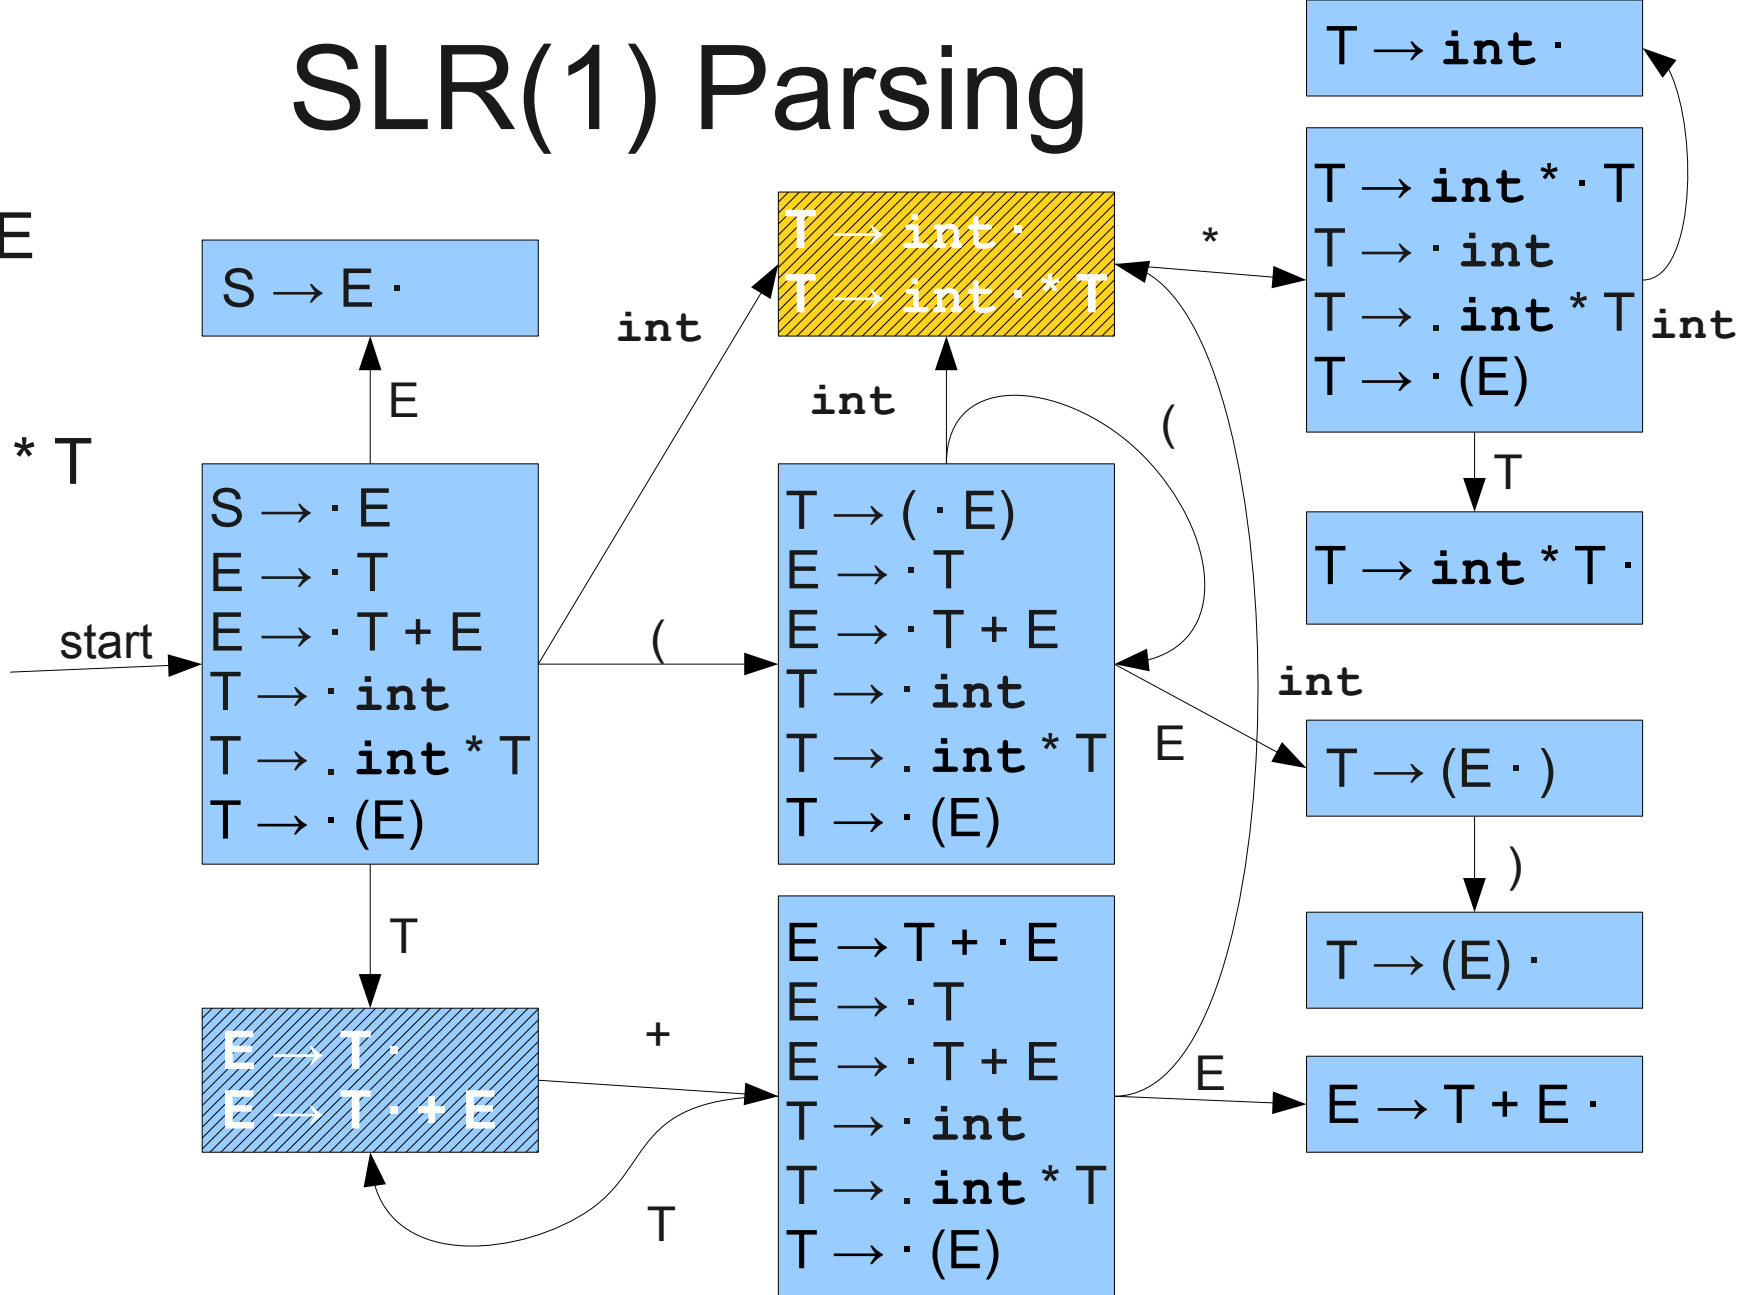 SLR(1) Parsing
E
* T
start
S → E ·
E
S → · E
E → · T
E → · T + E
T → · int
T → . int * T
T → · (E)
T
E → T ·
E → T · + E
int
(
+
T
T → int ·
T → int · * T
int
(
T → ( · E)
E → · T
E → · T + E
T → · int
T → . int * T
T → · (E)
E → T + · E
E → · T
E → · T + E
T → · int
T → . int * T
T → · (E)
*
int
E
E
T → int ·
T → int * · T
T → · int
T → . int * T
T → · (E)
int
T
T → int * T ·
T → (E · )
)
T → (E) ·
E → T + E ·